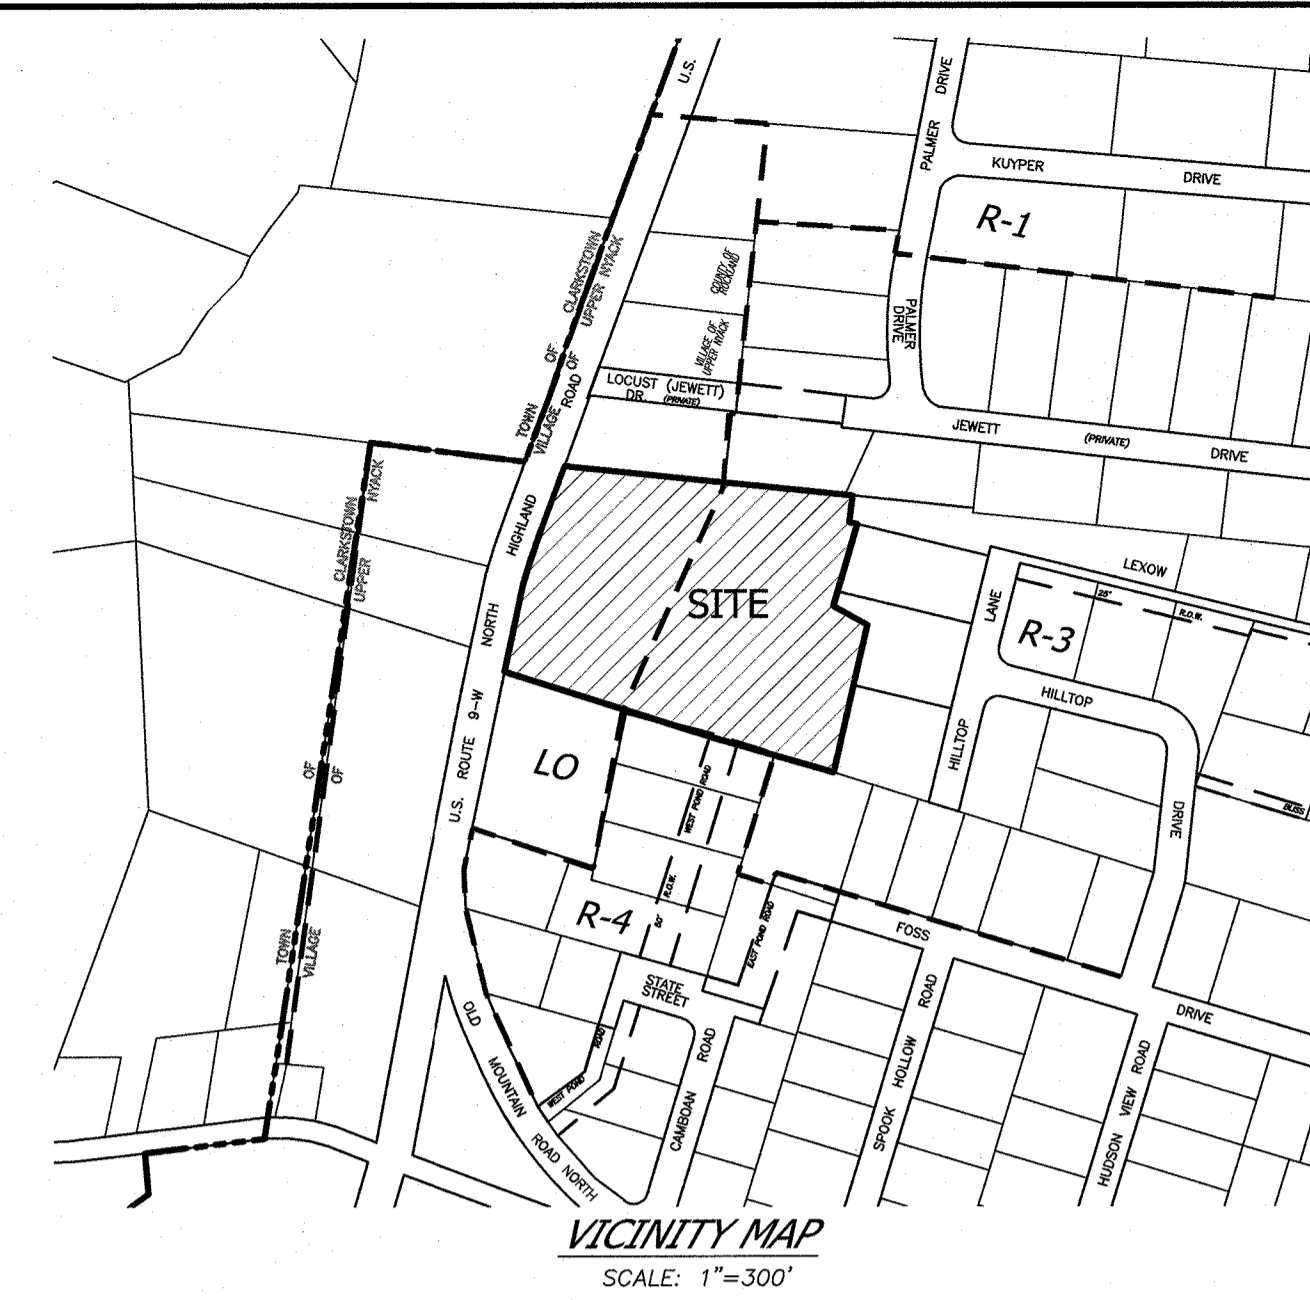 U.S.
PALMER DRIVE
KUYPER DRIVE
R-1
TOWN OF CLARKSTOWN
VILLAGE OF UPPER NYACK
COUNTY OF
ROCKLAND
VILLAGE OF
UPPER NYACK
PALMER
DRIVE
LOCUST (JEWETT)
DR. (PRIVATE)
ROAD
JEWETT (PRIVATE) DRIVE
NYACK
CLARKSTOWN
UPPER
HIGHLAND
NORTH
SITE
LEXOW
LANE
25'
R.O.W.
R-3
HILLTOP
HILLTOP
DRIVE
U.S. ROUTE 9-W
LO
WEST POND ROAD
BLISS
OF
OF
R-4
50' R.O.W.
EAST POND ROAD
FOSS
DRIVE
TOWN
VILLAGE
STATE
STREET
OLD MOUNTAIN ROAD NORTH
WEST POND ROAD
CAMBOAN ROAD
SPOOK HOLLOW ROAD
HUDSON VIEW ROAD
VICINITY MAP
SCALE: 1"=300'